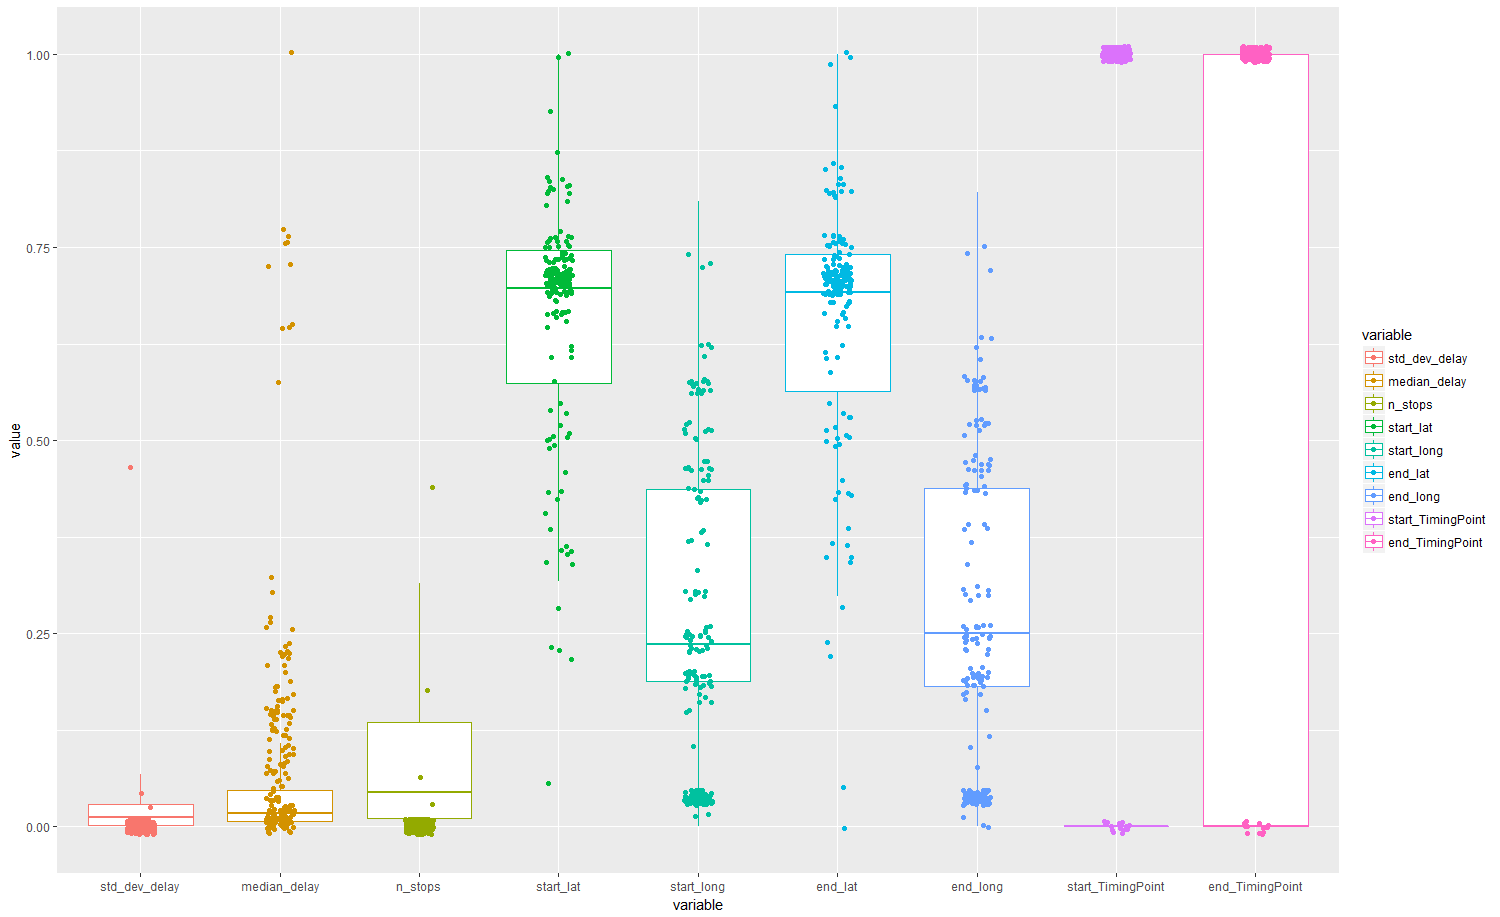 1.00
0.75
0.50
0.25
0.00
value
std_dev_delay
median_delay
n_stops
start_lat
start_long
end_lat
end_long
start_TimingPoint
end_TimingPoint
variable
variable
std_dev_delay
median_delay
n_stops
start_lat
start_long
end_lat
end_long
start_TimingPoint
end_TimingPoint